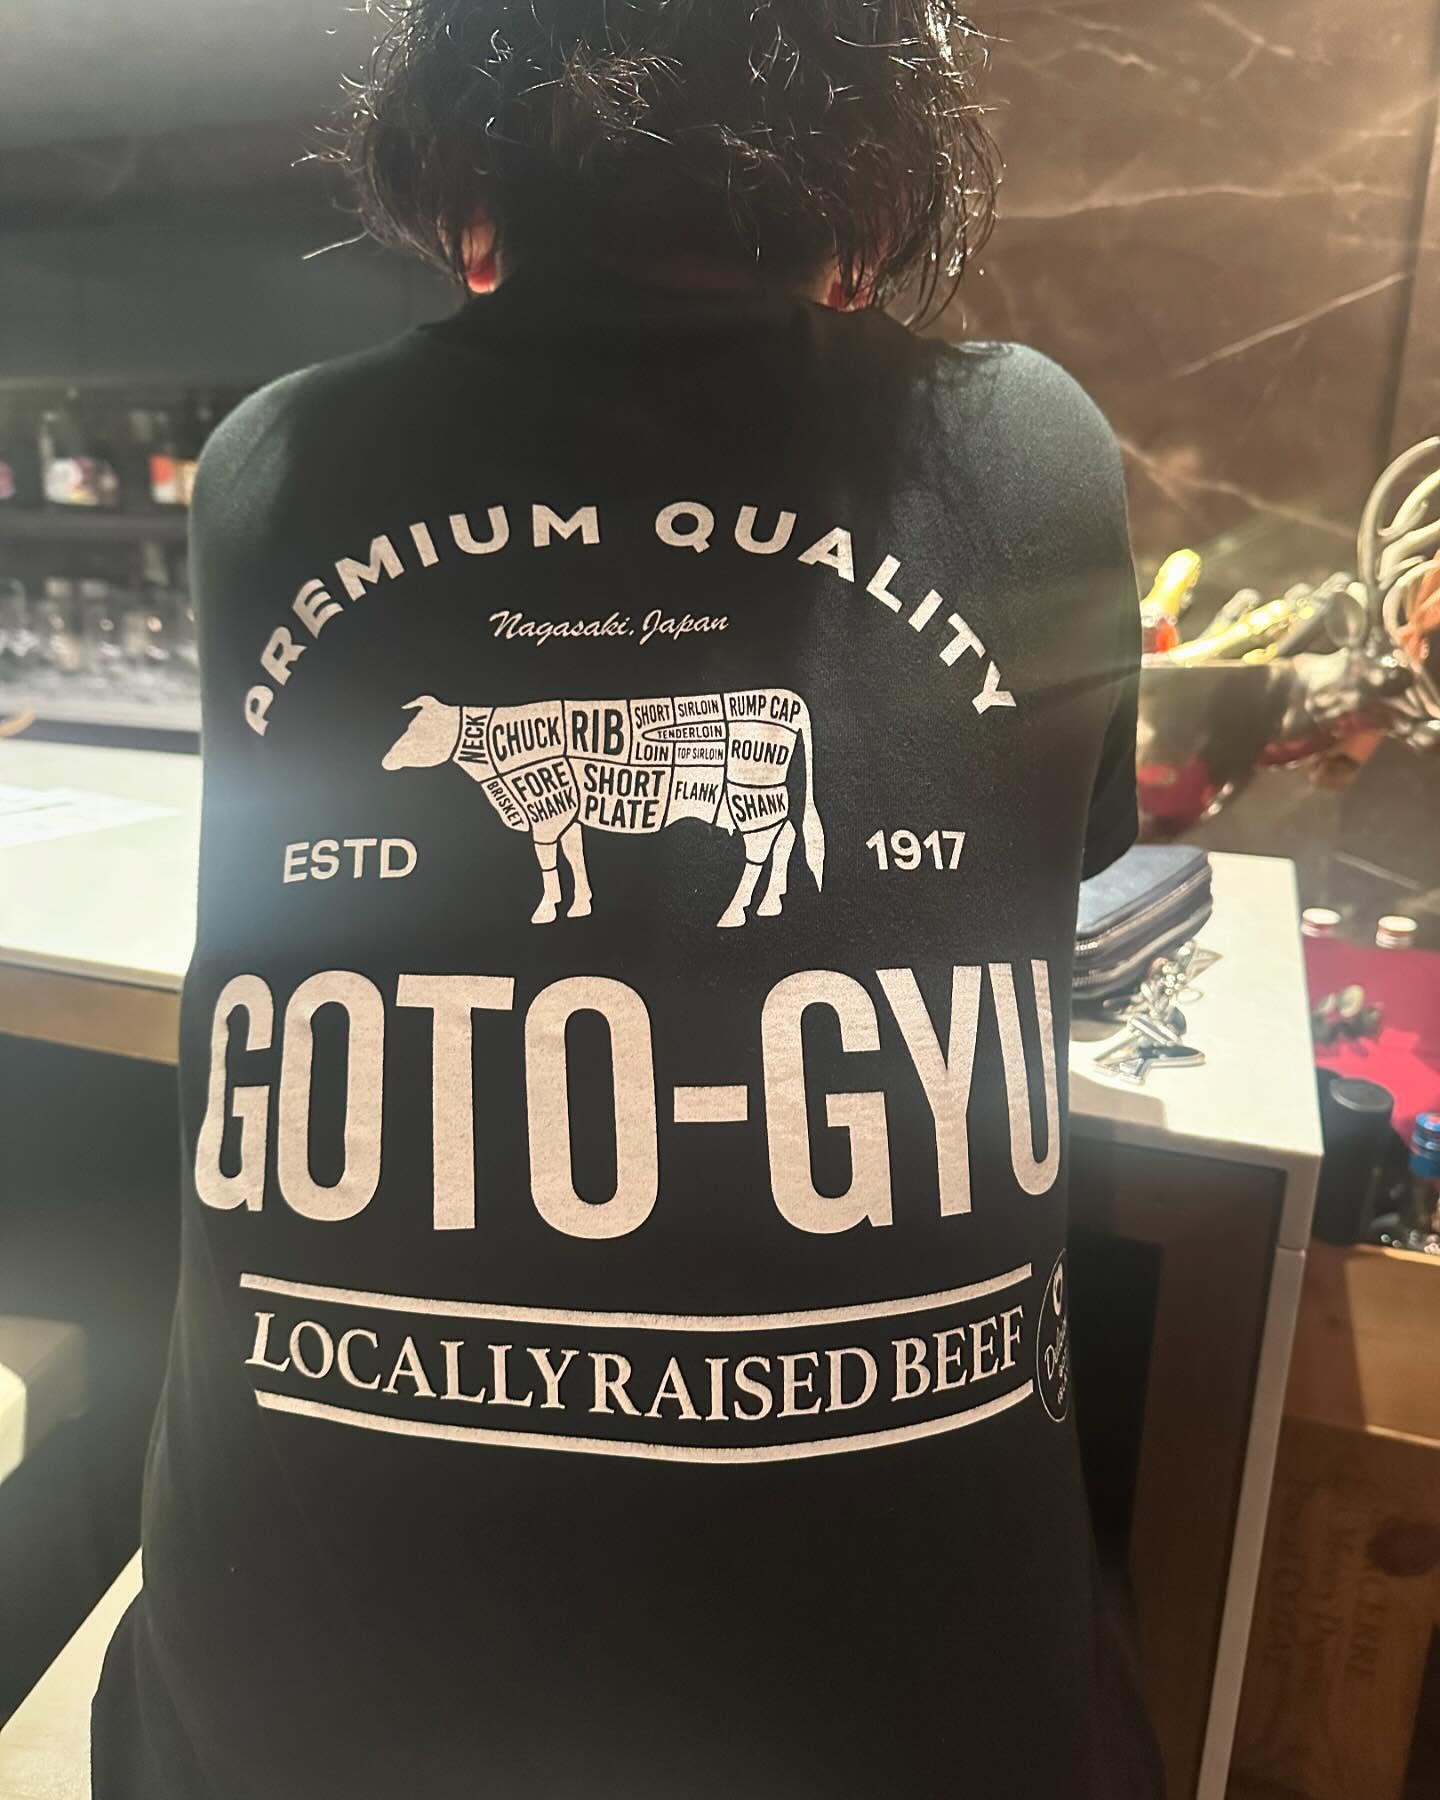 PREMIUM QUALITY
Nagasaki, Japan
NECK
CHUCK
RIB
SHORT
LOIN
SIRLOIN
TENDERLOIN
TOP SIRLOIN
RUMP CAP
ROUND
BRISKET
FORE
SHANK
SHORT
PLATE
FLANK
SHANK
ESTD
1917
GOTO-GYU
LOCALLY RAISED BEEF